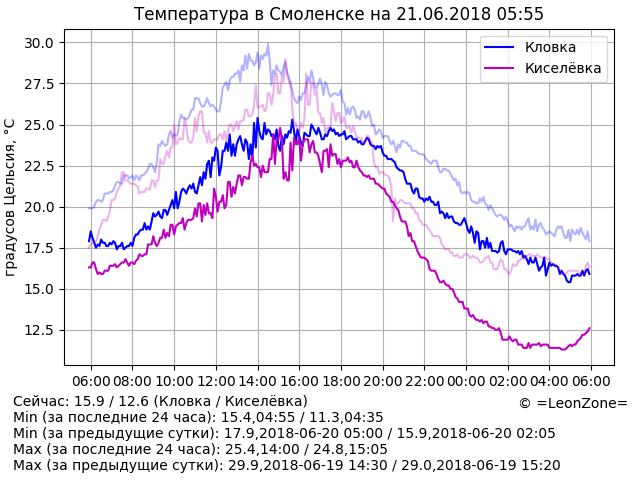 Температура в Смоленске на 21.06.2018 05:55
градусов Цельсия, °C
30.0
27.5
25.0
22.5
20.0
17.5
15.0
12.5
Кловка
Киселёвка
06:00 08:00 10:00 12:00 14:00 16:00 18:00 20:00 22:00 00:00 02:00 04:00 06:00
Сейчас: 15.9 / 12.6 (Кловка / Киселёвка)
© =LeonZone=
Min (за последние 24 часа): 15.4,04:55 / 11.3,04:35
Min (за предыдущие сутки): 17.9,2018-06-20 05:00 / 15.9,2018-06-20 02:05
Max (за последние 24 часа): 25.4,14:00 / 24.8,15:05
Max (за предыдущие сутки): 29.9,2018-06-19 14:30 / 29.0,2018-06-19 15:20